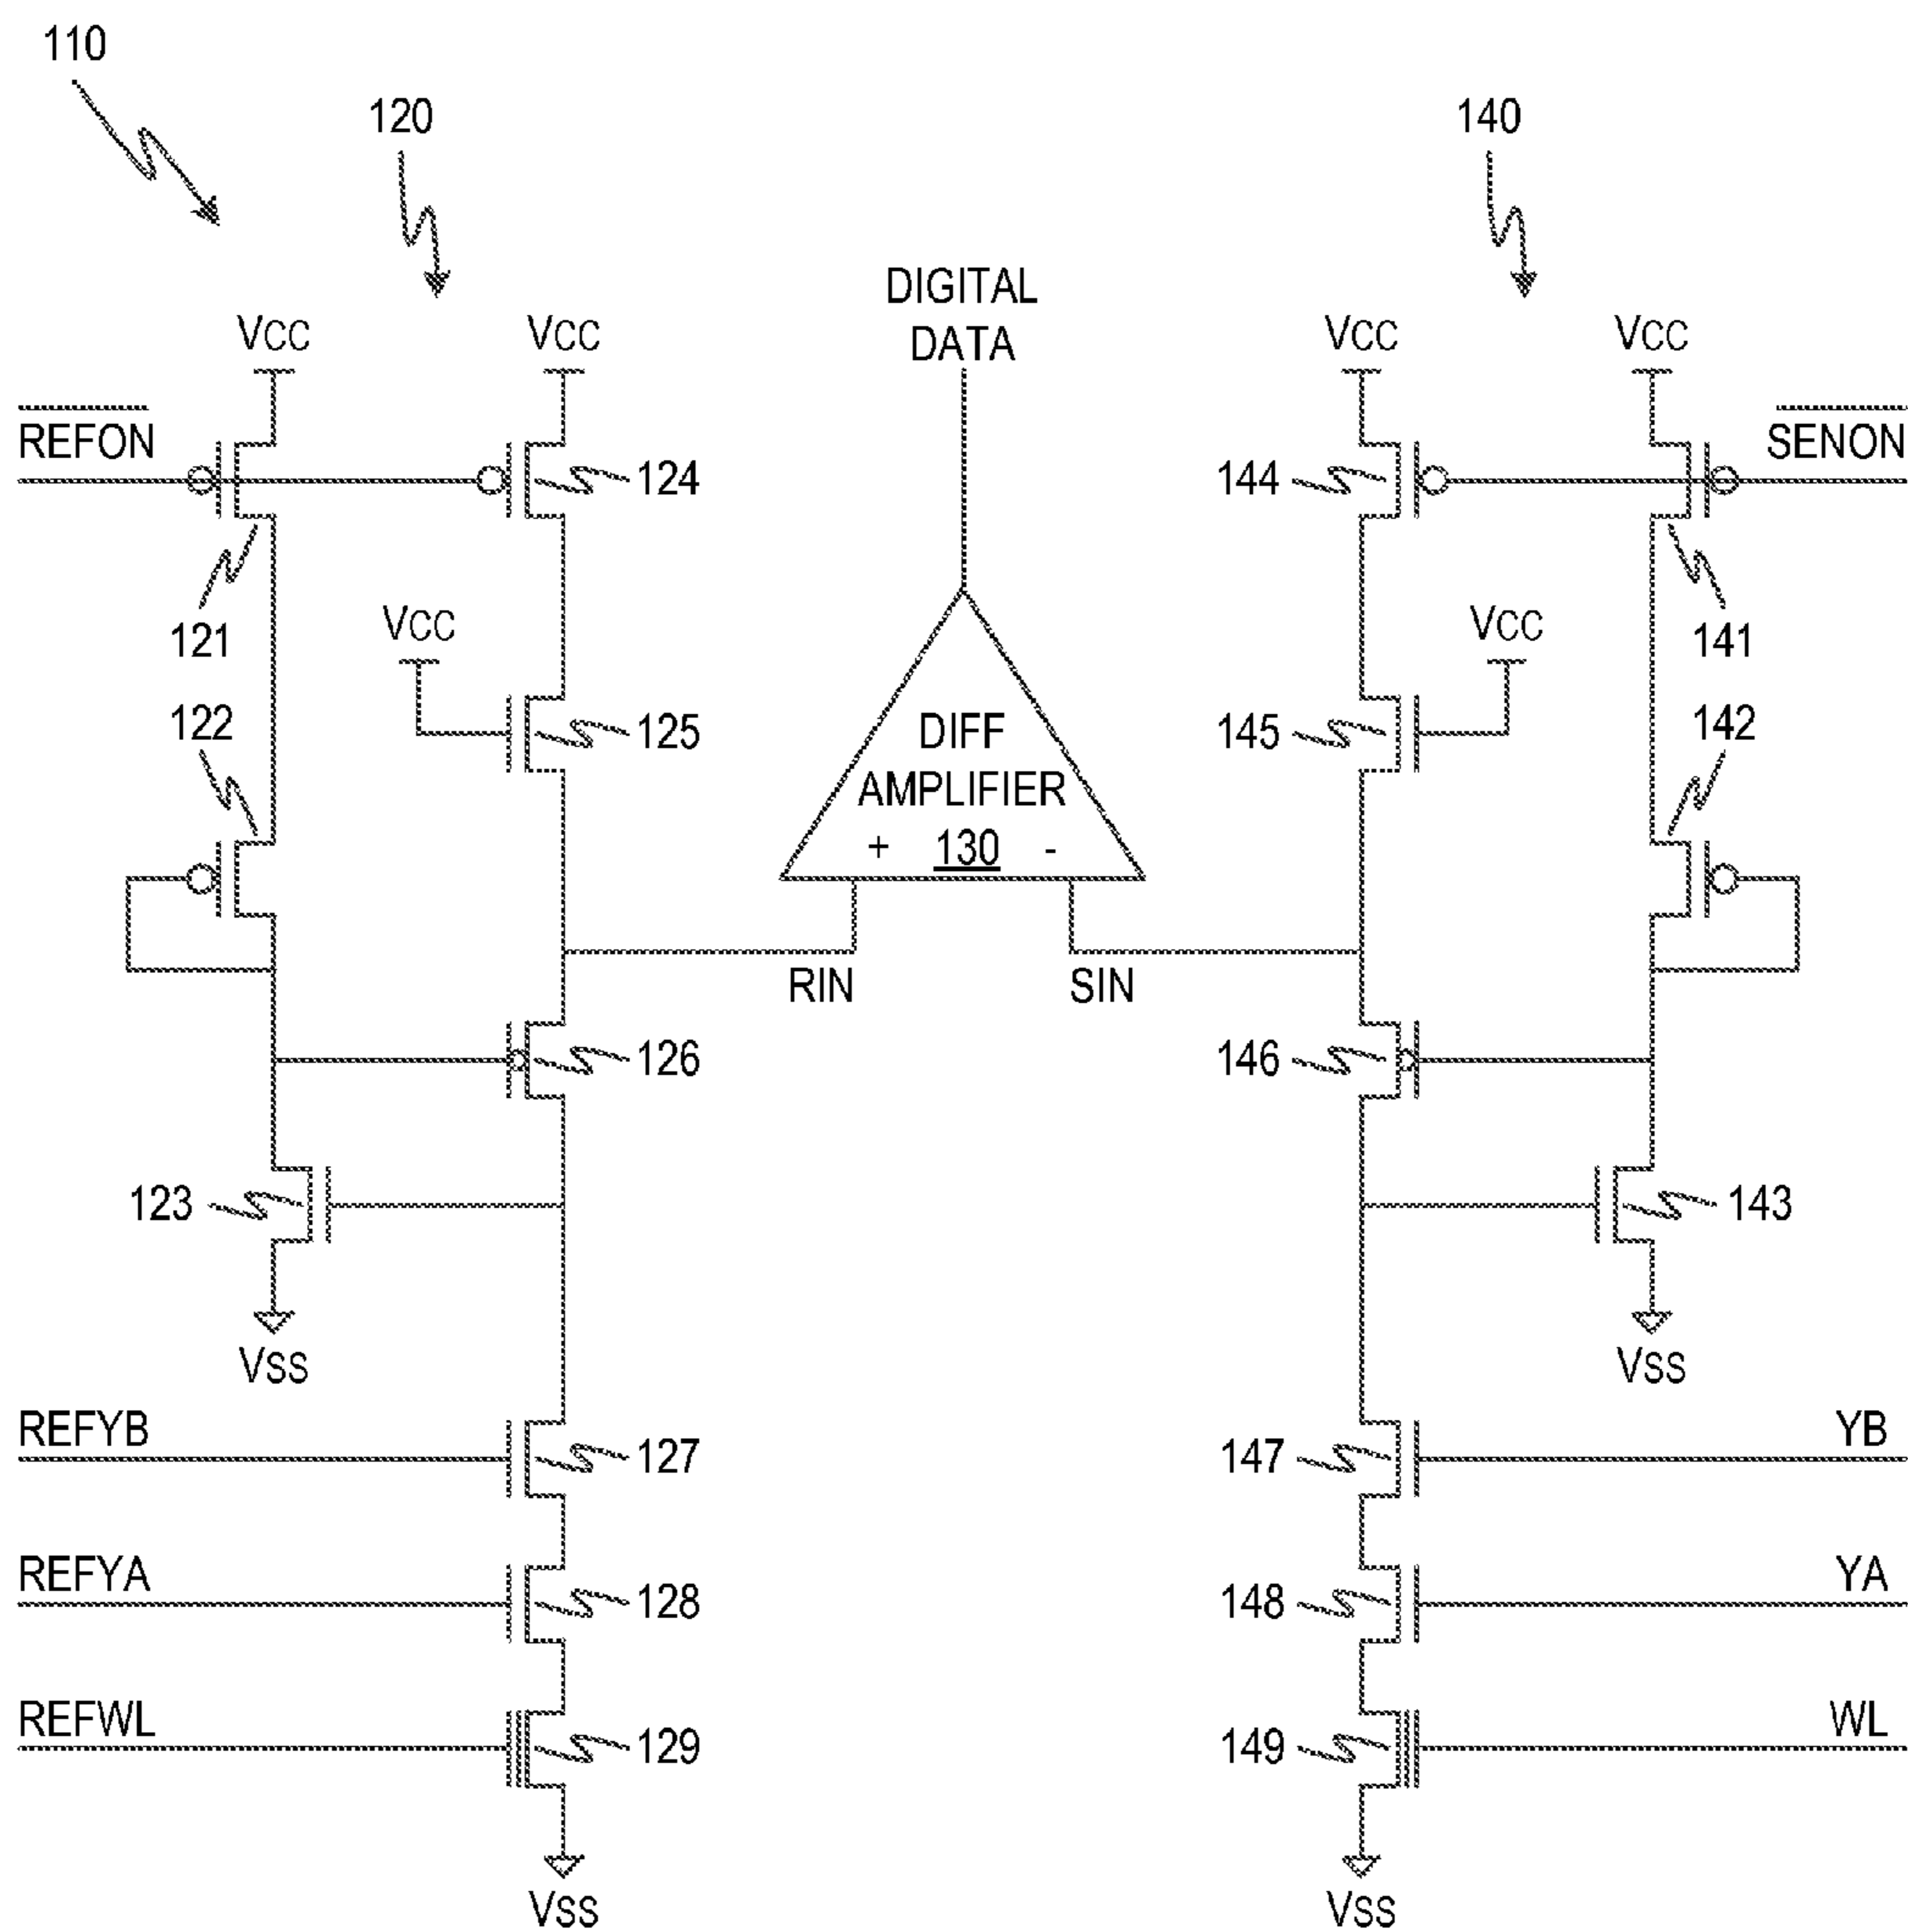 110
120
140
DIGITAL
DATA
VCC
VCC
VCC
VCC
REFON
SENON
124
144
121
141
VCC
VCC
122
142
125
145
DIFF
AMPLIFIER
+ 130 -
RIN
SIN
126
146
123
143
VSS
VSS
REFYB
127
147
YB
REFYA
128
148
YA
REFWL
129
149
WL
VSS
VSS